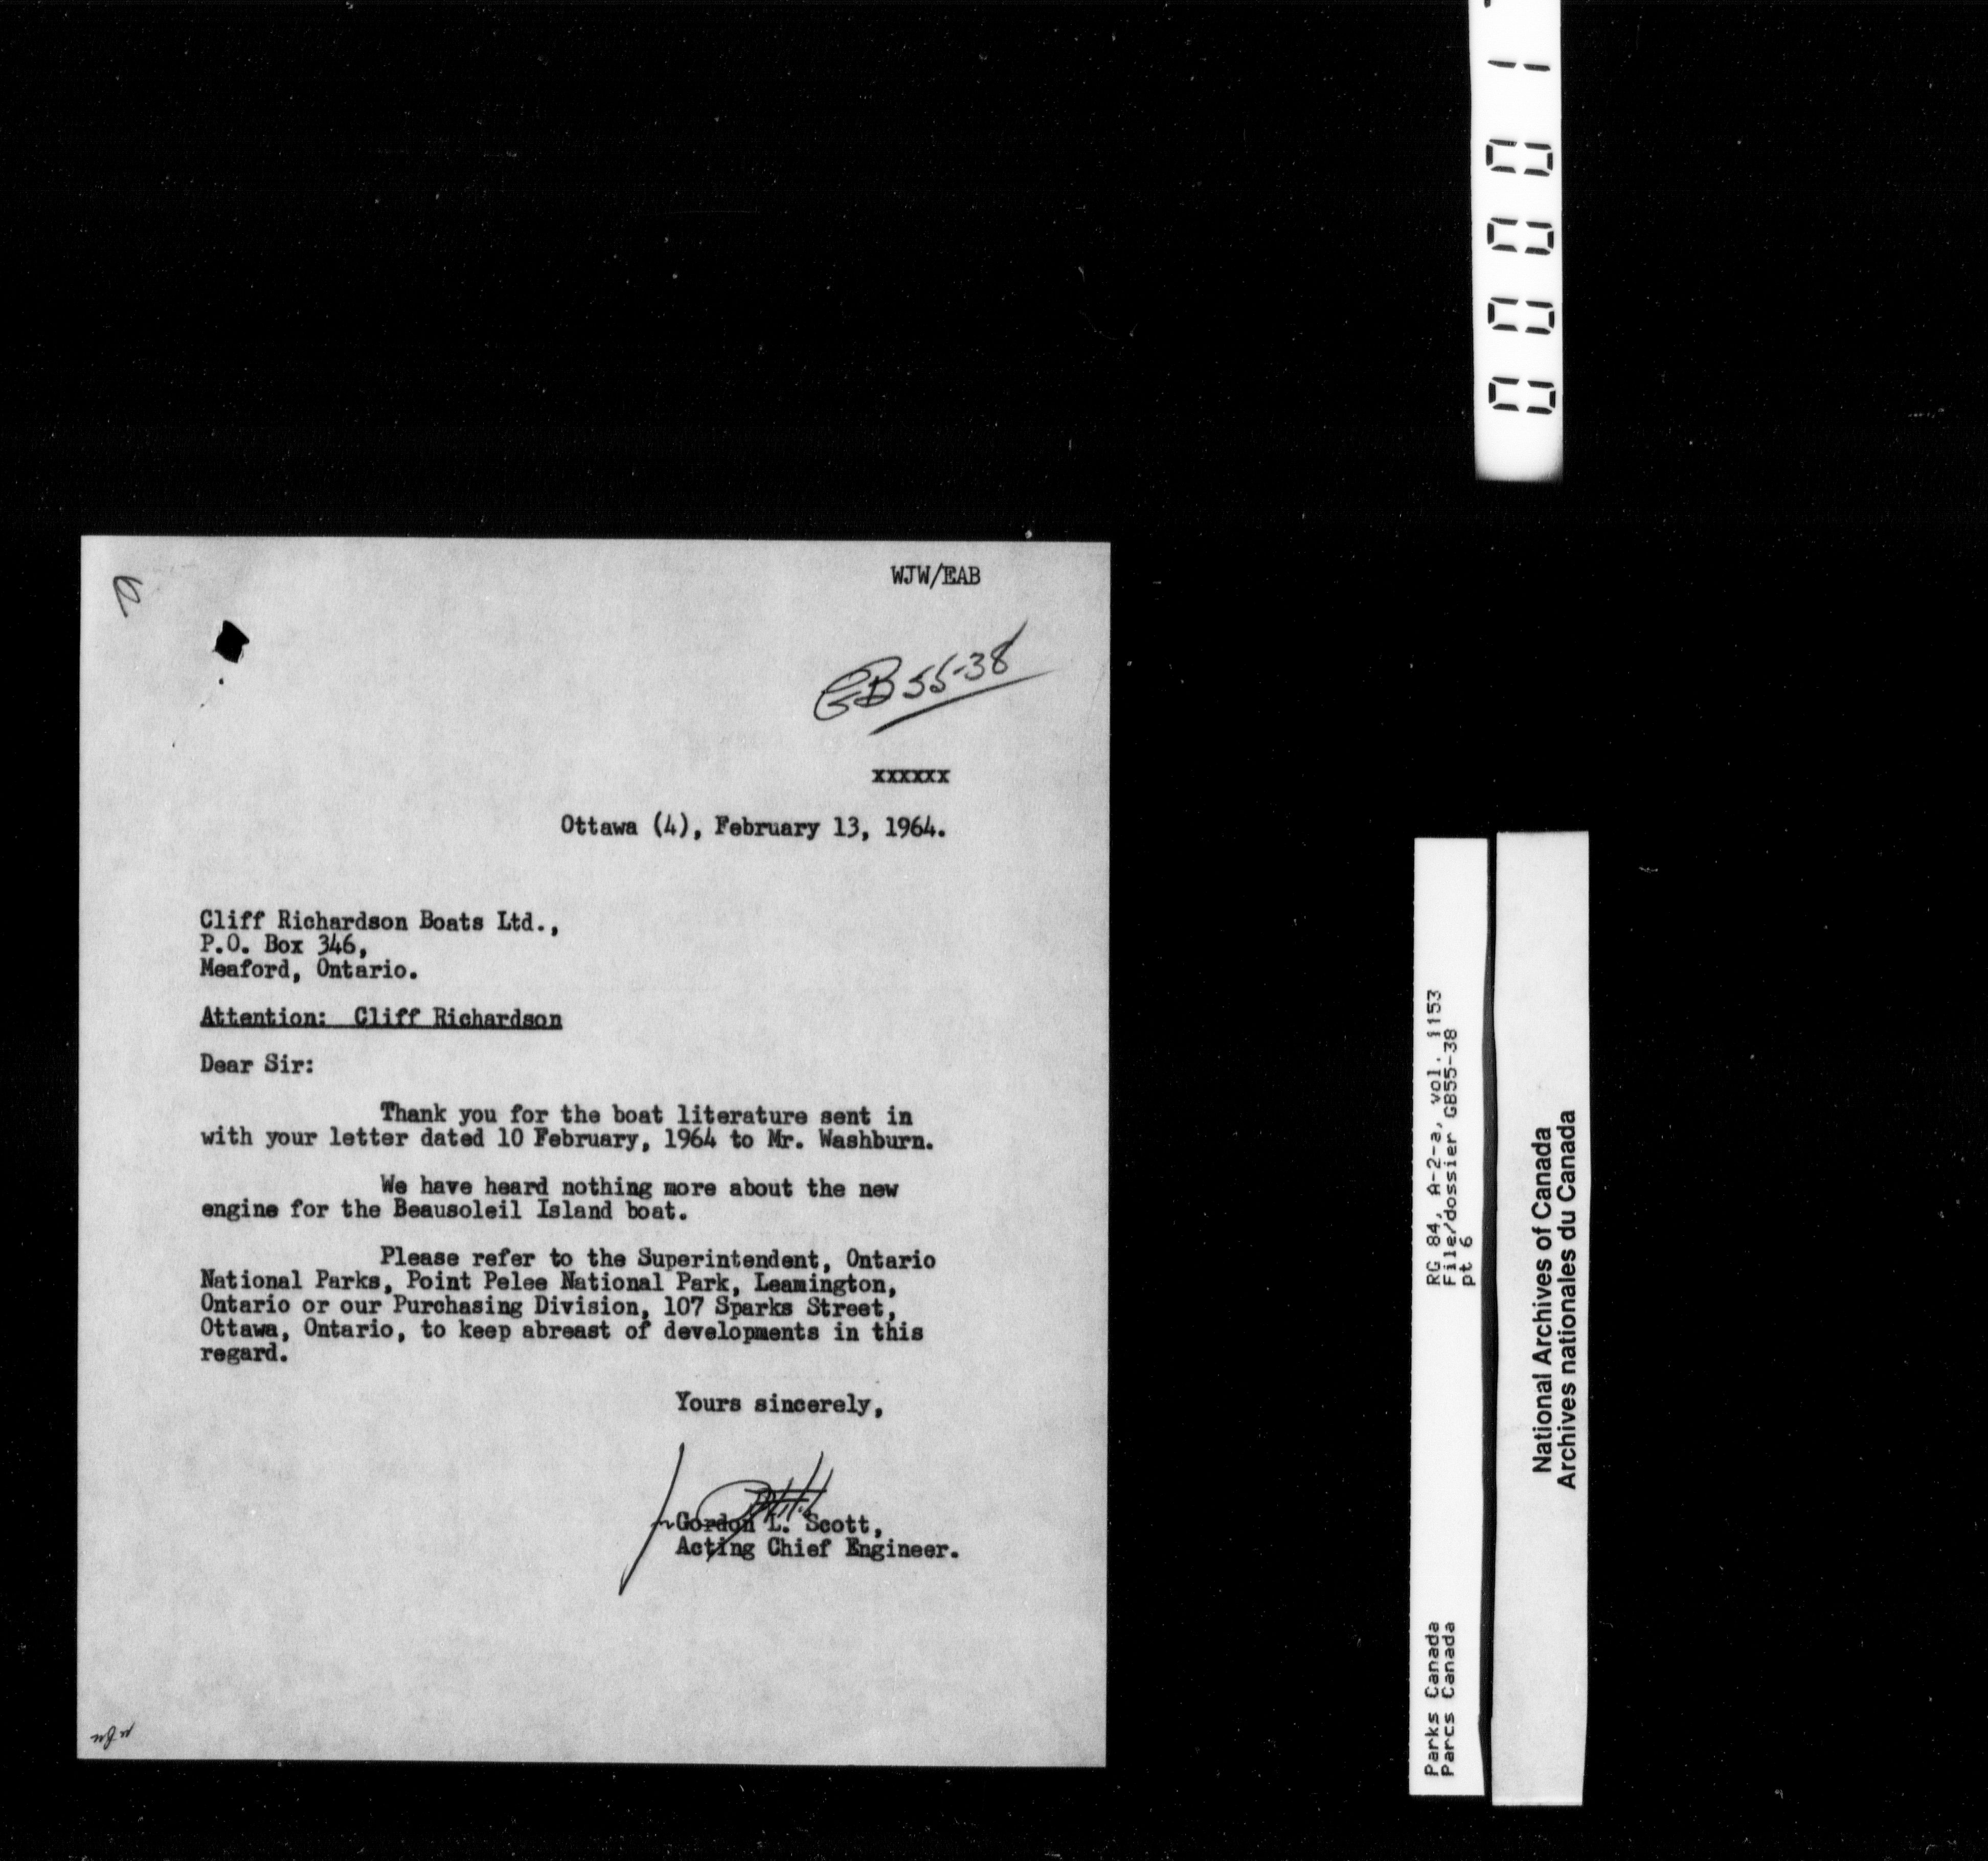 WJW/EAB
GB 55-38
xxxxxx
Ottawa (4), February 13, 1964.
Cliff Richardson Boats Ltd.,
P.O. Box 346,
Meaford, Ontario.
Attention: Cliff Richardson
Dear Sir:
Thank you for the boat literature sent in
with your letter dated 10 February, 1964 to Mr. Washburn.
We have heard nothing more about the new
engine for the Beausoleil Island boat.
Please refer to the Superintendent, Ontario
National Parks, Point Pelee National Park, Leamington,
Ontario or our Purchasing Division, 107 Sparks Street,
Ottawa, Ontario, to keep abreast of developments in this
regard.
Yours sincerely,
Gordon L. Scott,
Acting Chief Engineer.
00001
Parks Canada
Parcs Canada
RG 84, A-2-a, vol. 1153
File/dossier GB55-38
pt 6
National Archives of Canada
Archives nationales du Canada